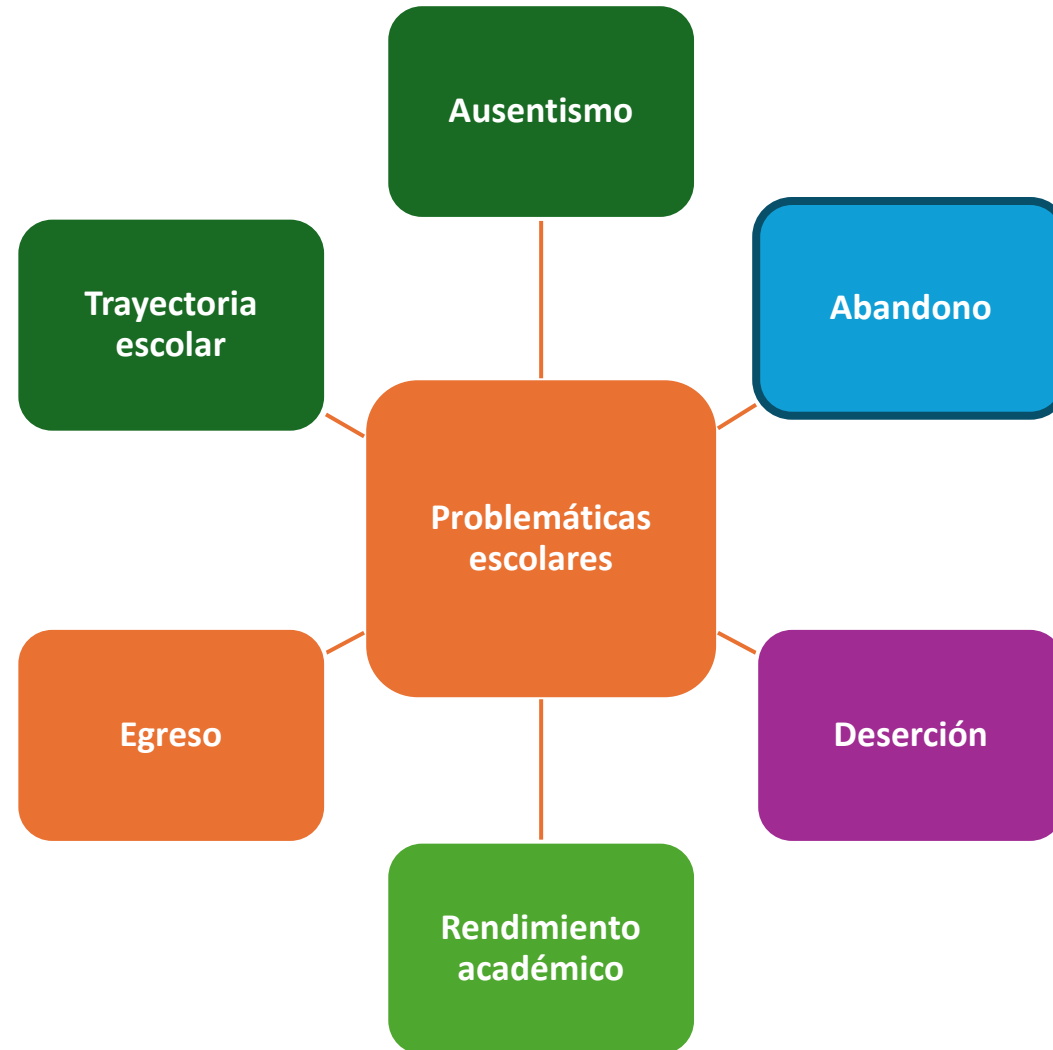 Ausentismo
Trayectoria
escolar
Abandono
Problemáticas
escolares
Egreso
Deserción
Rendimiento
académico